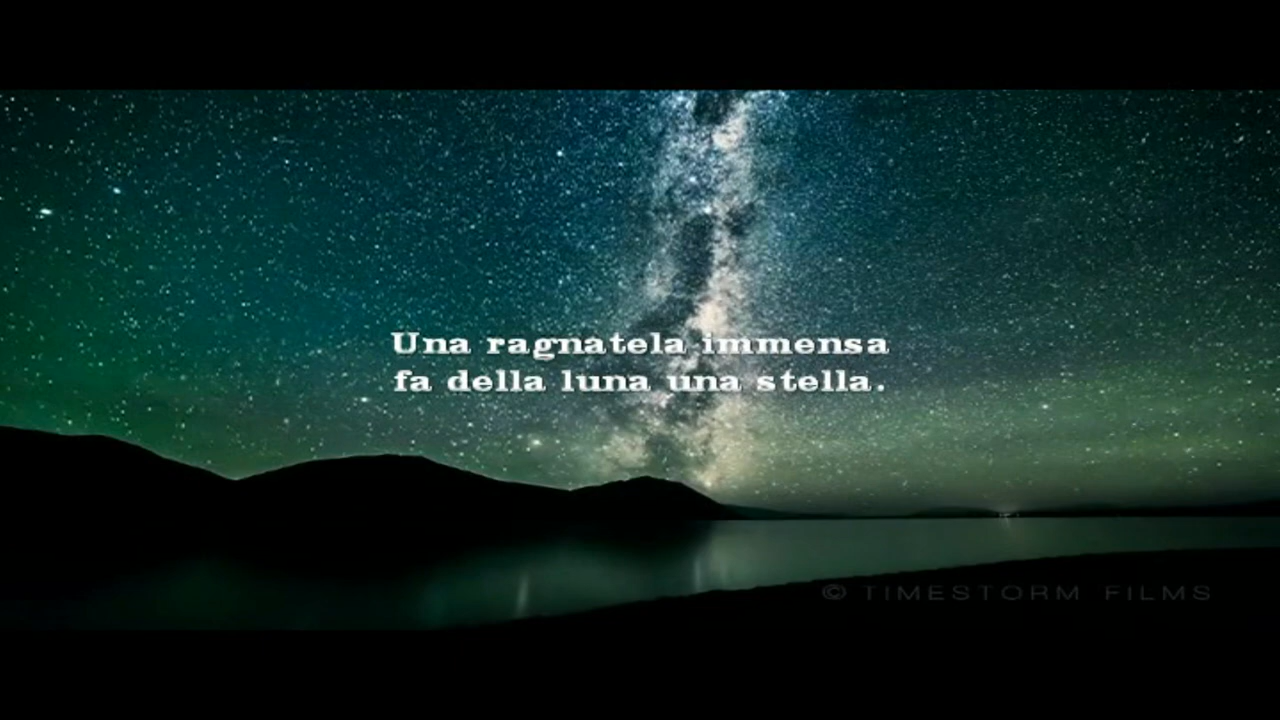 Una ragnatela immensa
fa della luna una stella.
© TIMESTORM FILMS